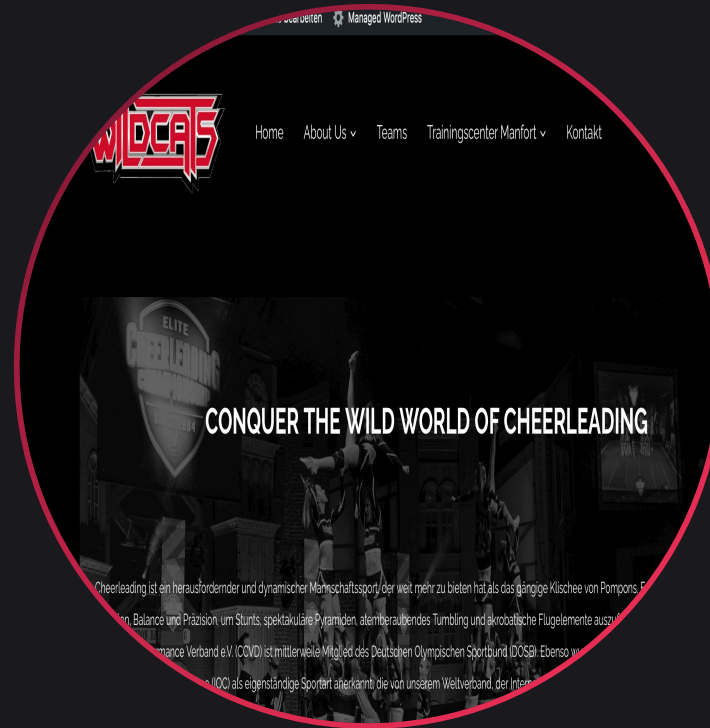 bearbeiten Managed WordPress
WILDCATS
Home About Us Teams Trainingscenter Manfort Kontakt
ELITE
CHEERLEADING
CHAMPIONSHIP
CONQUER THE WILD WORLD OF CHEERLEADING
Cheerleading ist ein herausfordernder und dynamischer Mannschaftssport, der weit mehr zu bieten hat als das gängige Klischee von Pompons.
Balance und Präzision, um Stunts, spektakuläre Pyramiden, atemberaubendes Tumbling und akrobatische Flugelemente
Verband e.V. (CCVD) ist mittlerweile Mitglied des Deutschen Olympischen Sportbund (DOSB). Ebenso
(IOC) als eigenständige Sportart anerkannt, die von unserem Weltverband, der